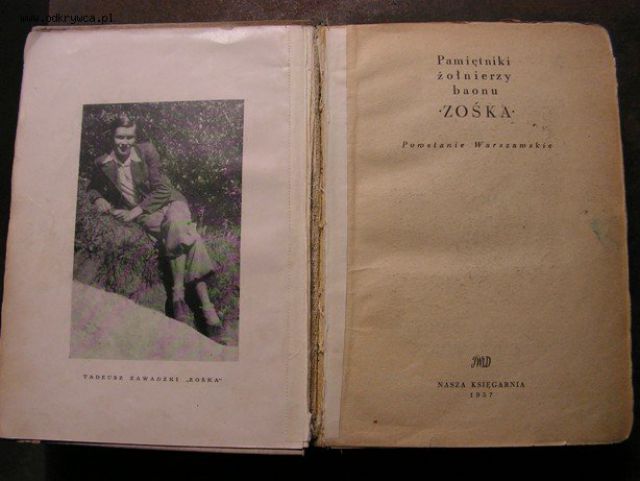 www.odkrywca.pl
TADEUSZ ZAWADZKI „ZOŚKA"
Pamiętniki
żołnierzy
baonu
·ZOŚKA·
Powstanie Warszawskie
NASZA KSIĘGARNIA
1957